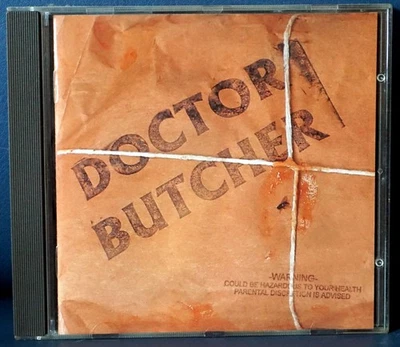 DOCTOR
BUTCHER
-WARNING-
COULD BE HAZARDOUS TO YOUR HEALTH
PARENTAL DISCRETION IS ADVISED